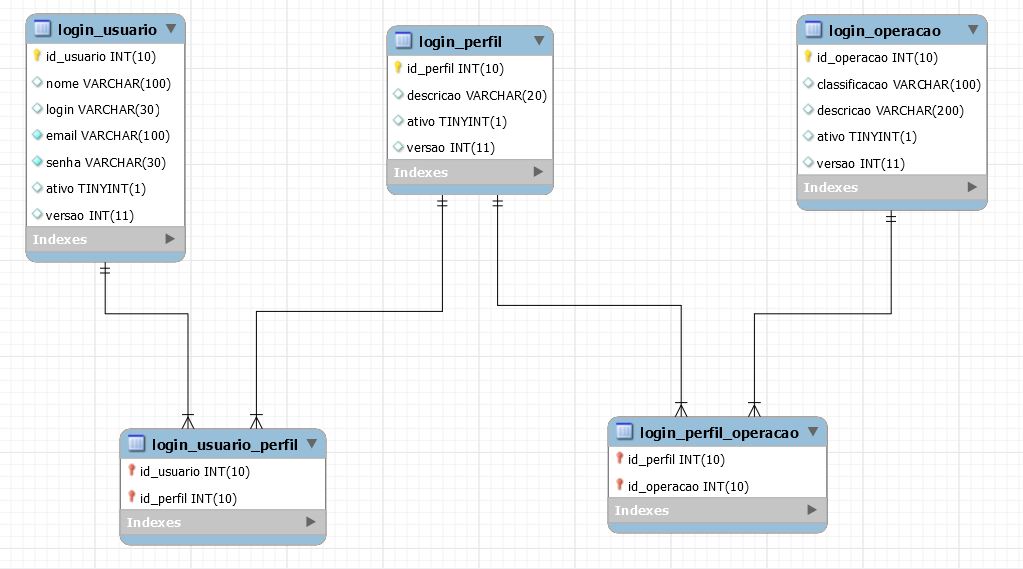 login_usuario
id_usuario INT(10)
nome VARCHAR(100)
login VARCHAR(30)
email VARCHAR(100)
senha VARCHAR(30)
ativo TINYINT(1)
versao INT(11)
Indexes
login_perfil
id_perfil INT(10)
descricao VARCHAR(20)
ativo TINYINT(1)
versao INT(11)
Indexes
login_operacao
id_operacao INT(10)
classificacao VARCHAR(100)
descricao VARCHAR(200)
ativo TINYINT(1)
versao INT(11)
Indexes
login_usuario_perfil
id_usuario INT(10)
id_perfil INT(10)
Indexes
login_perfil_operacao
id_perfil INT(10)
id_operacao INT(10)
Indexes